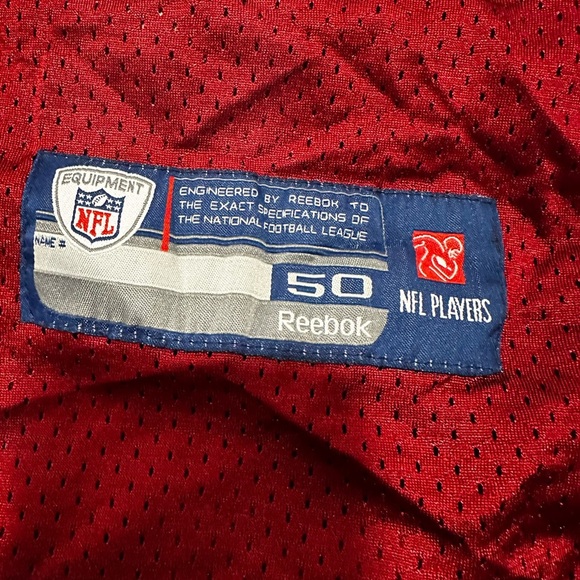 EQUIPMENT
NFL
ENGINEERED BY REEBOK TO
THE EXACT SPECIFICATIONS OF
THE NATIONAL FOOTBALL LEAGUE
NAME #
50
Reebok
NFL PLAYERS